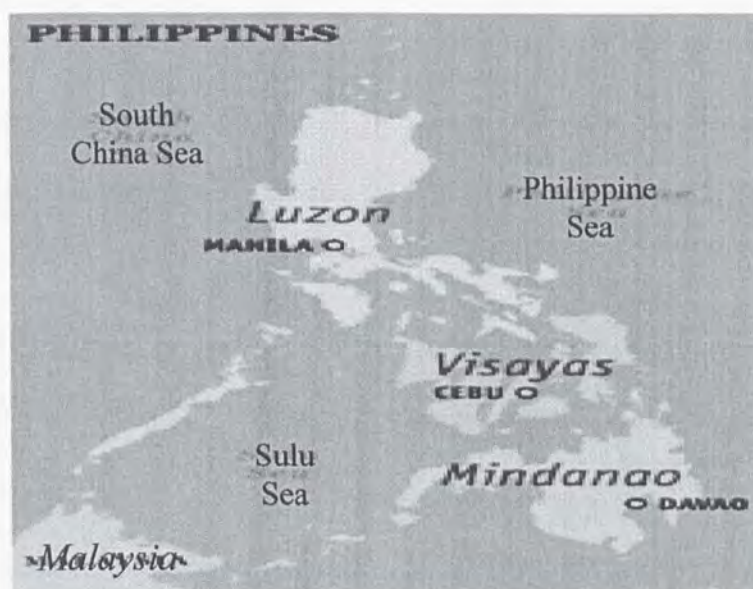 PHILIPPINES
South
China Sea
Philippine
Sea
Luzon
MANILA
Visayas
CEBU
Sulu
Sea
Mindanao
DAVAO
Malaysia